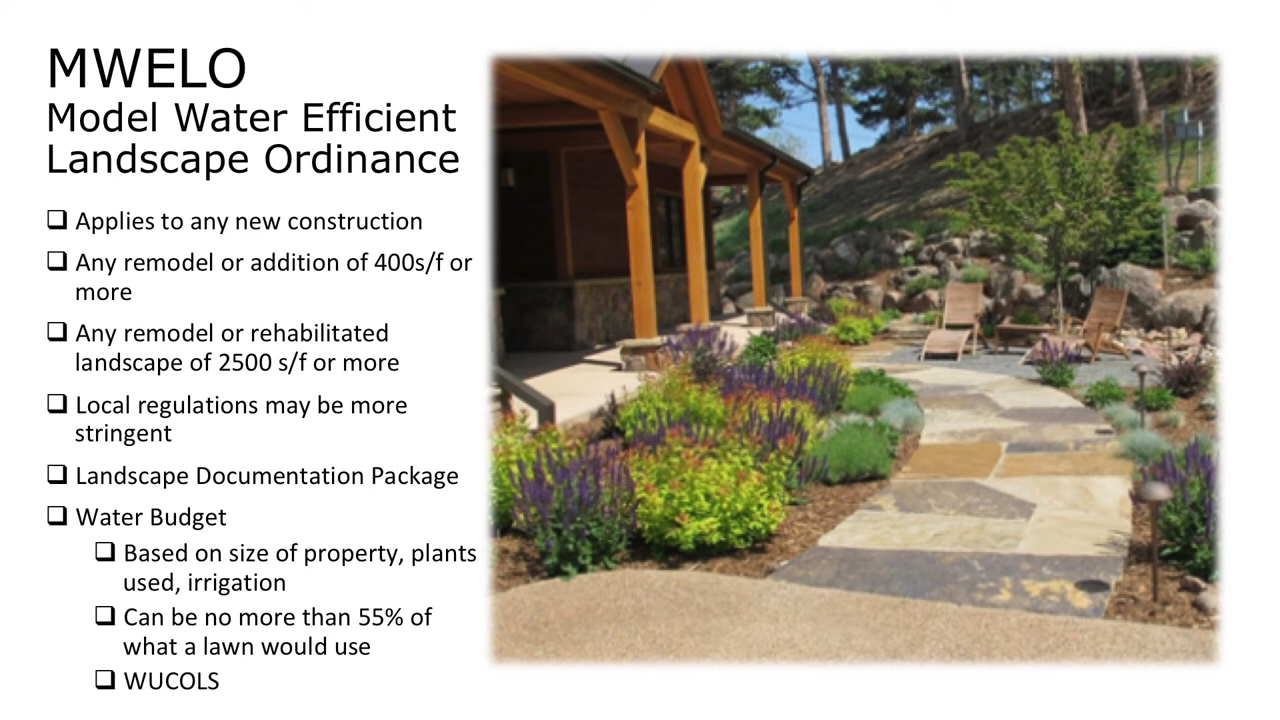 MWELO
Model Water Efficient
Landscape Ordinance
❑ Applies to any new construction
❑ Any remodel or addition of 400s/f or
more
❑ Any remodel or rehabilitated
landscape of 2500 s/f or more
❑ Local regulations may be more
stringent
❑ Landscape Documentation Package
❑ Water Budget
❑ Based on size of property, plants
used, irrigation
❑ Can be no more than 55% of
what a lawn would use
❑ WUCOLS